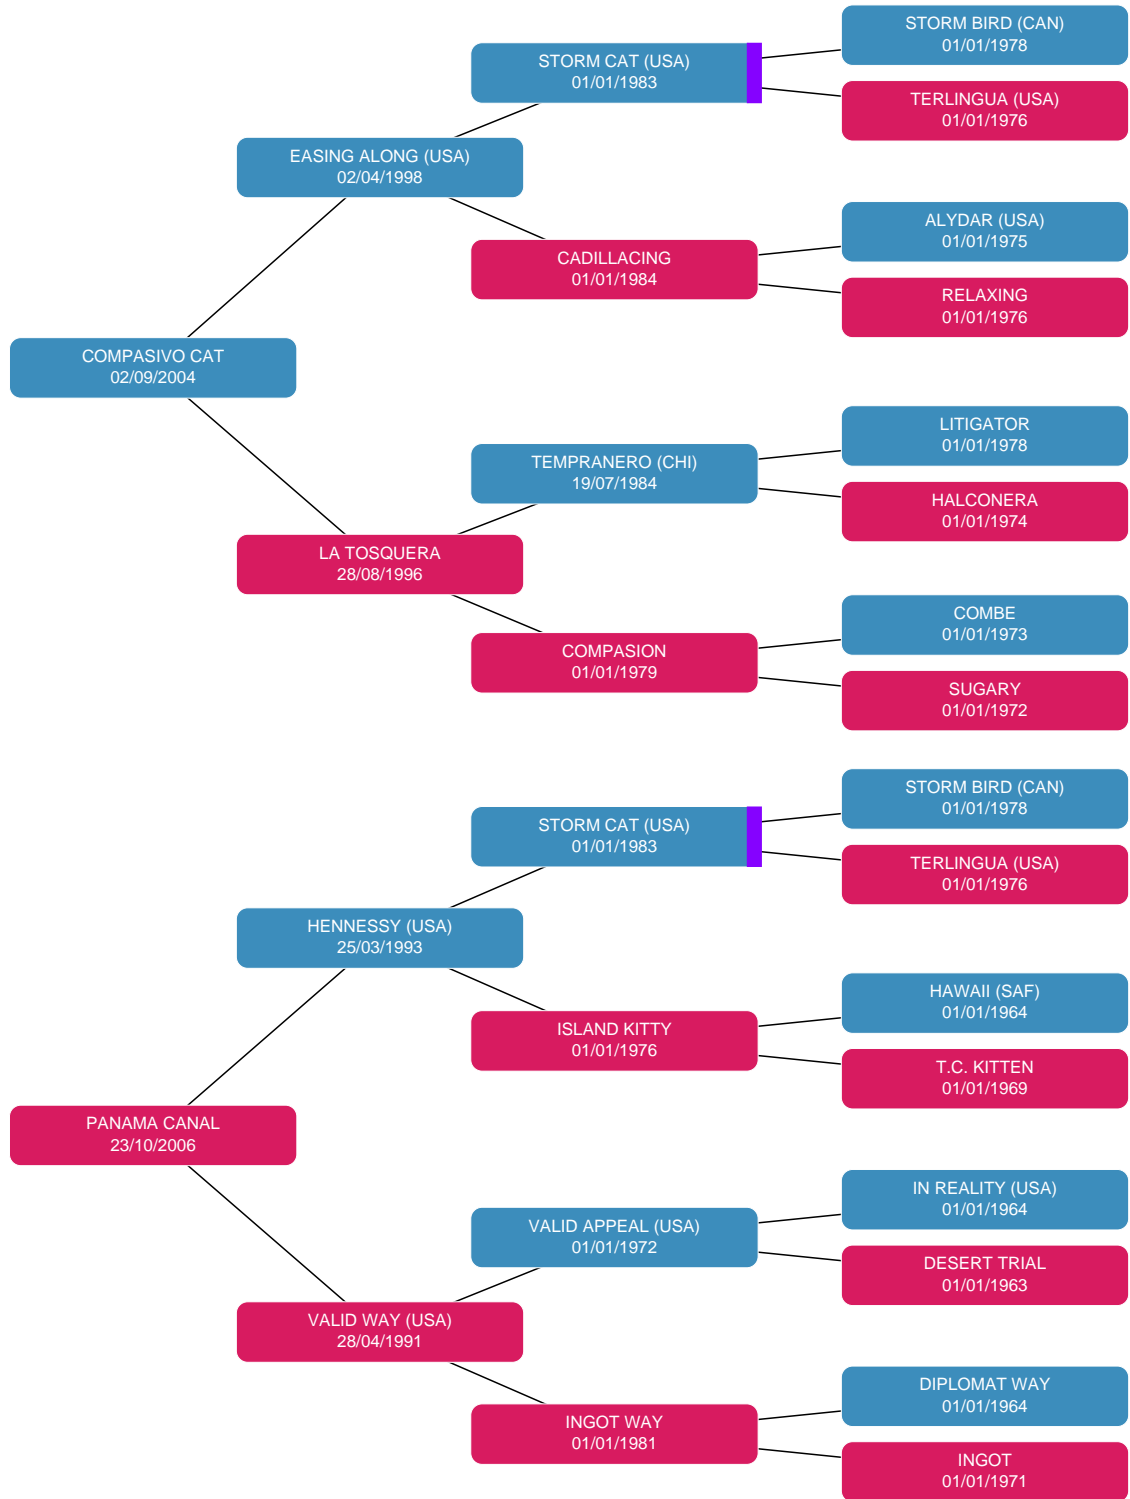 STORM BIRD (CAN)
01/01/1978
STORM CAT (USA)
01/01/1983
TERLINGUA (USA)
01/01/1976
EASING ALONG (USA)
02/04/1998
ALYDAR (USA)
01/01/1975
CADILLACING
01/01/1984
RELAXING
01/01/1976
COMPASIVO CAT
02/09/2004
LITIGATOR
01/01/1978
TEMPRANERO (CHI)
19/07/1984
HALCONERA
01/01/1974
LA TOSQUERA
28/08/1996
COMBE
01/01/1973
COMPASION
01/01/1979
SUGARY
01/01/1972
STORM BIRD (CAN)
01/01/1978
STORM CAT (USA)
01/01/1983
TERLINGUA (USA)
01/01/1976
HENNESSY (USA)
25/03/1993
HAWAII (SAF)
01/01/1964
ISLAND KITTY
01/01/1976
T.C. KITTEN
01/01/1969
PANAMA CANAL
23/10/2006
IN REALITY (USA)
01/01/1964
VALID APPEAL (USA)
01/01/1972
DESERT TRIAL
01/01/1963
VALID WAY (USA)
28/04/1991
DIPLOMAT WAY
01/01/1964
INGOT WAY
01/01/1981
INGOT
01/01/1971